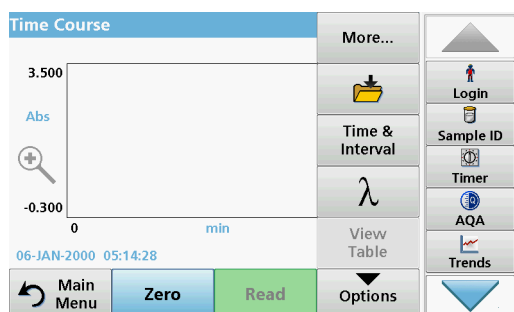 Time Course
More...
3.500
Abs
-0.300
0
min
06-JAN-2000 05:14:28
Time &
Interval
λ
View
Table
Main
Menu
Zero
Read
Options
Login
Sample ID
Timer
AQA
Trends